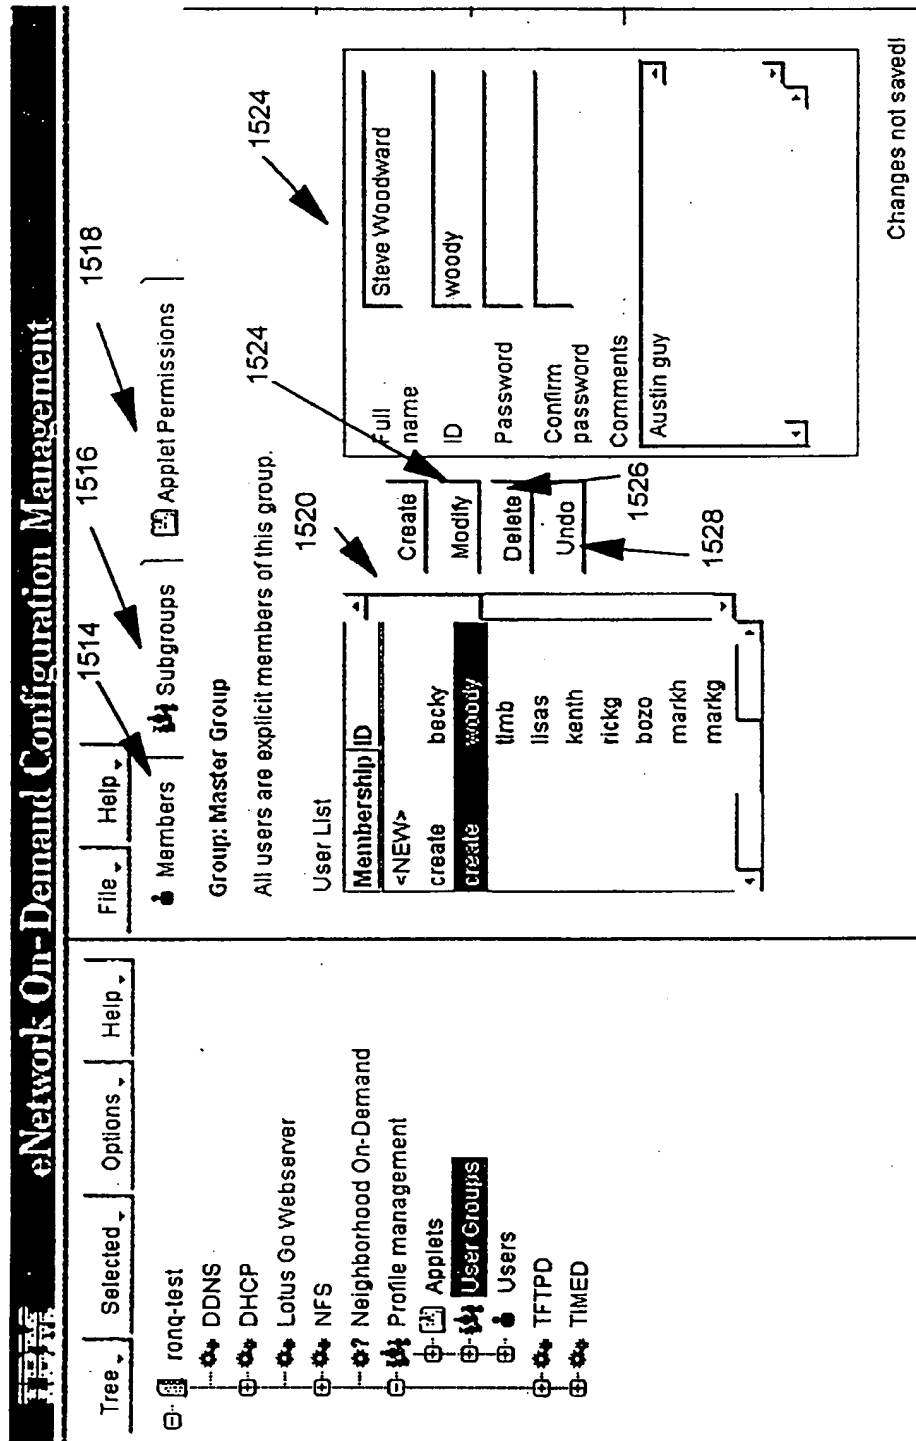 IBM eNetwork On-Demand Configuration Management
Tree Selected Options Help
ronq-test
DDNS
DHCP
Lotus Go Webserver
NFS
? Neighborhood On-Demand
Profile management
Applets
User Groups
Users
TFTPD
TIMED
File Help
1514
1516
1518
Members Subgroups Applet Permissions
Group: Master Group
All users are explicit members of this group.
1520
1524
1524
User List
Membership ID
<NEW>
create becky
create woody
timb
lisas
kenth
rickg
bozo
markh
markg
Create
Modify
Delete
Undo
1526
1528
Full
name
Steve Woodward
ID
woody
Password
Confirm
password
Comments
Austin guy
Changes not saved!